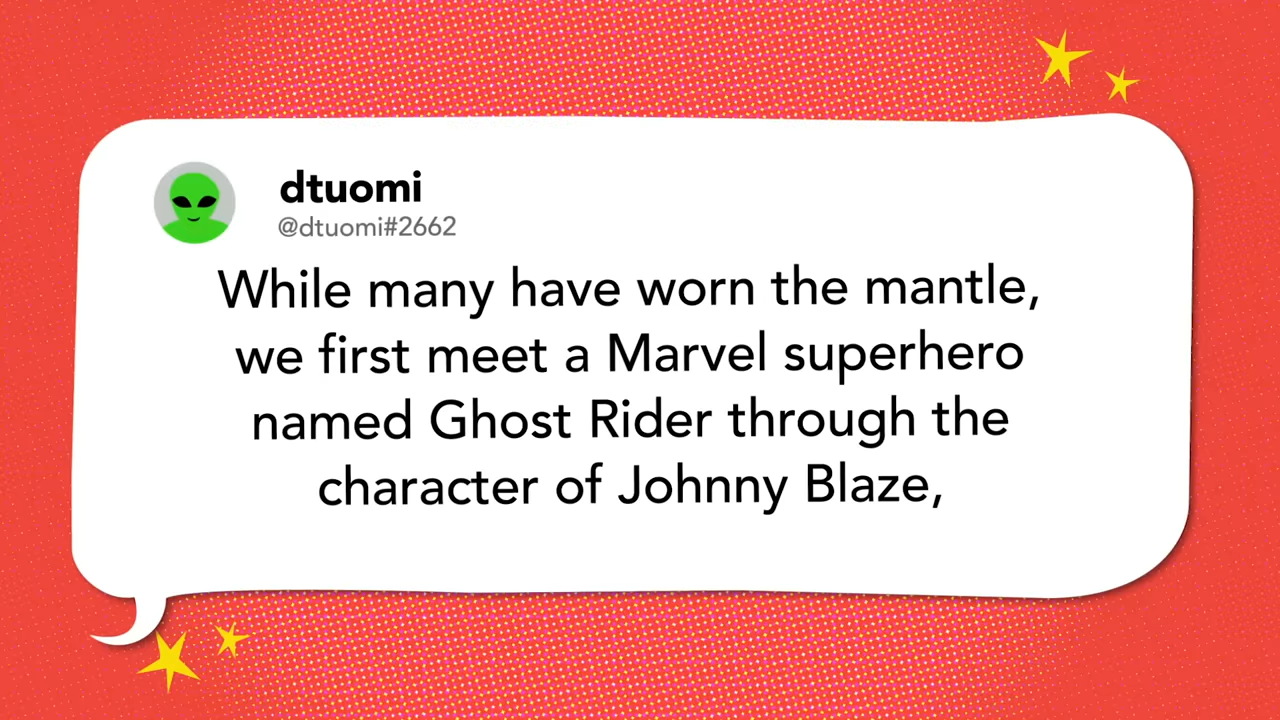 dtuomi
@dtuomi#2662
While many have worn the mantle,
we first meet a Marvel superhero
named Ghost Rider through the
character of Johnny Blaze,